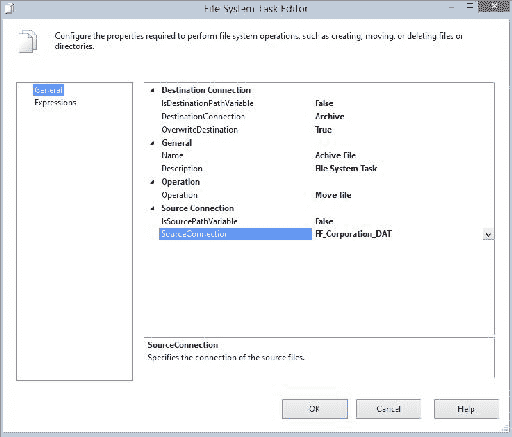 File System Task Editor
Configure the properties required to perform file system operations, such as creating, moving, or deleting files or
directories.
General
Expressions
Destination Connection
IsDestinationPathVariable False
DestinationConnection Archive
OverwriteDestination True
General
Name Achive File
Description File System Task
Operation
Operation Move file
Source Connection
IsSourcePathVariable False
SourceConnection FF_Corporation_DAT
SourceConnection
Specifies the connection of the source files.
OK Cancel Help